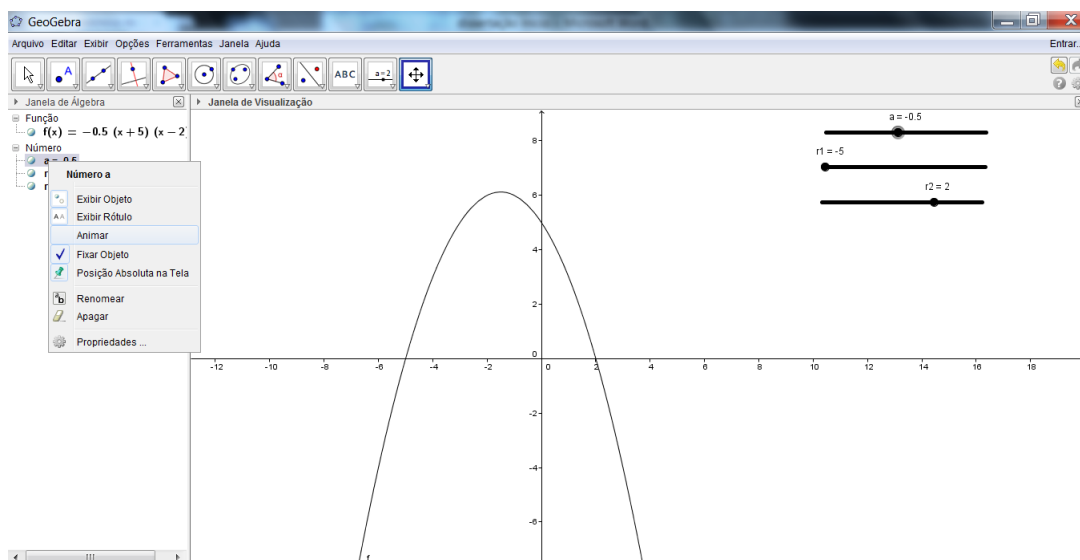 GeoGebra
Arquivo Editar Exibir Opções Ferramentas Janela Ajuda
Entrar...
ABC
a=2
Janela de Álgebra
Janela de Visualização
Função
f(x) = −0.5 (x + 5) (x − 2
Número
a = -0.5
r
r
Número a
Exibir Objeto
AA Exibir Rótulo
Animar
Fixar Objeto
Posição Absoluta na Tela
Renomear
Apagar
Propriedades ...
a = -0.5
r1 = -5
r2 = 2
8
6
4
2
0
-2
-4
-6
-12 -10 -8 -6 -4 -2 0 2 4 6 8 10 12 14 16 18
f